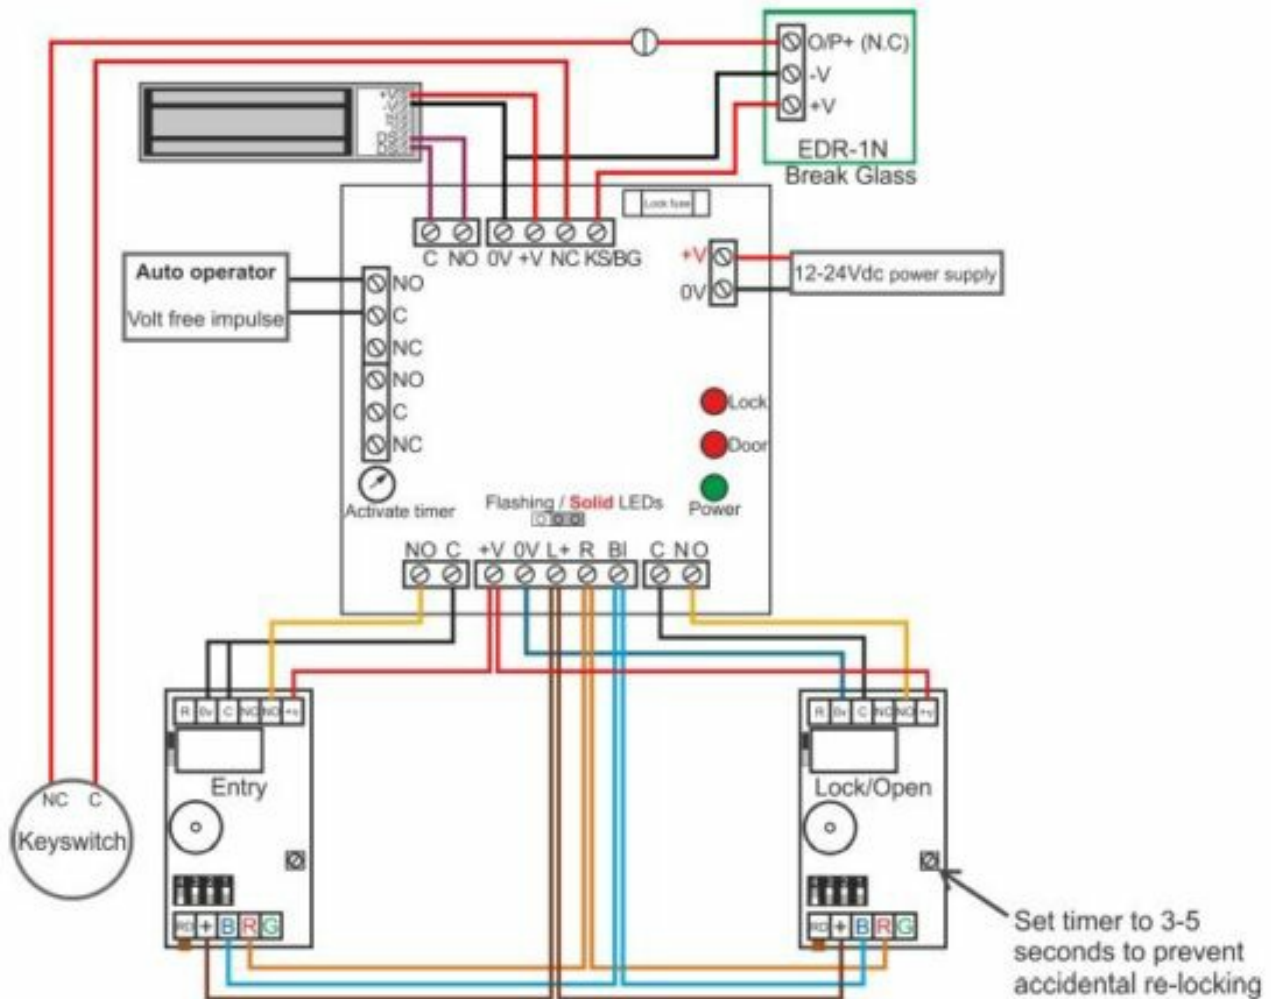 O/P+ (N.C)
-V
+V
EDR-1N
Break Glass
+V
-V
Lock fuse
C NO 0V +V NC KS/BG
Auto operator
Volt free impulse
NO
C
NC
NO
C
NC
+V
0V
12-24Vdc power supply
Lock
Door
Power
Activate timer
Flashing / Solid LEDs
NO C +V 0V L+ R Bl C NO
R 0v C NC NO +v
Entry
RD + B R G
R 0v C NC NO +v
Lock/Open
RD + B R G
NC C
Keyswitch
Set timer to 3-5
seconds to prevent
accidental re-locking